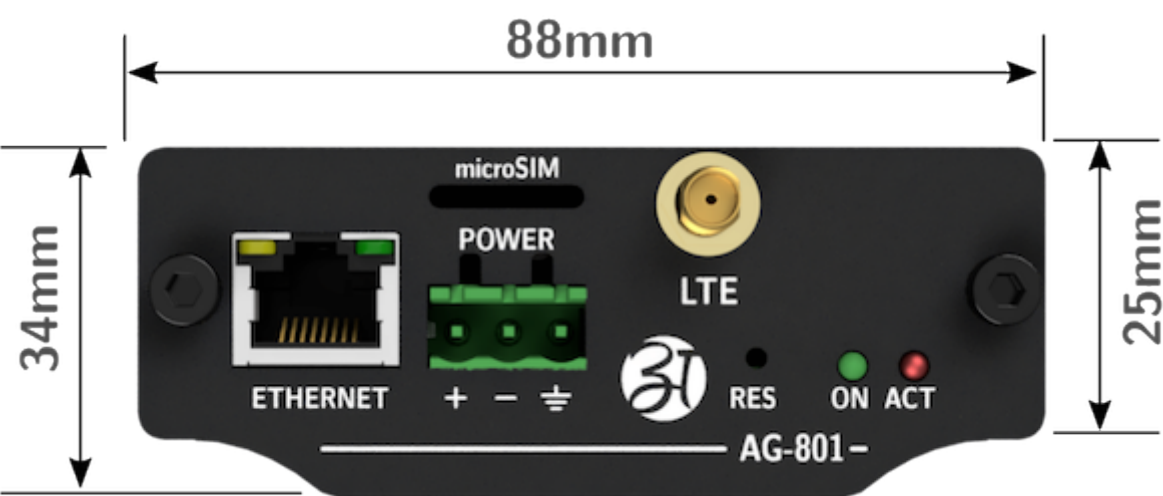 88mm
34mm
25mm
microSIM
POWER
LTE
ETHERNET
+ −
अ
RES
ON ACT
AG-801